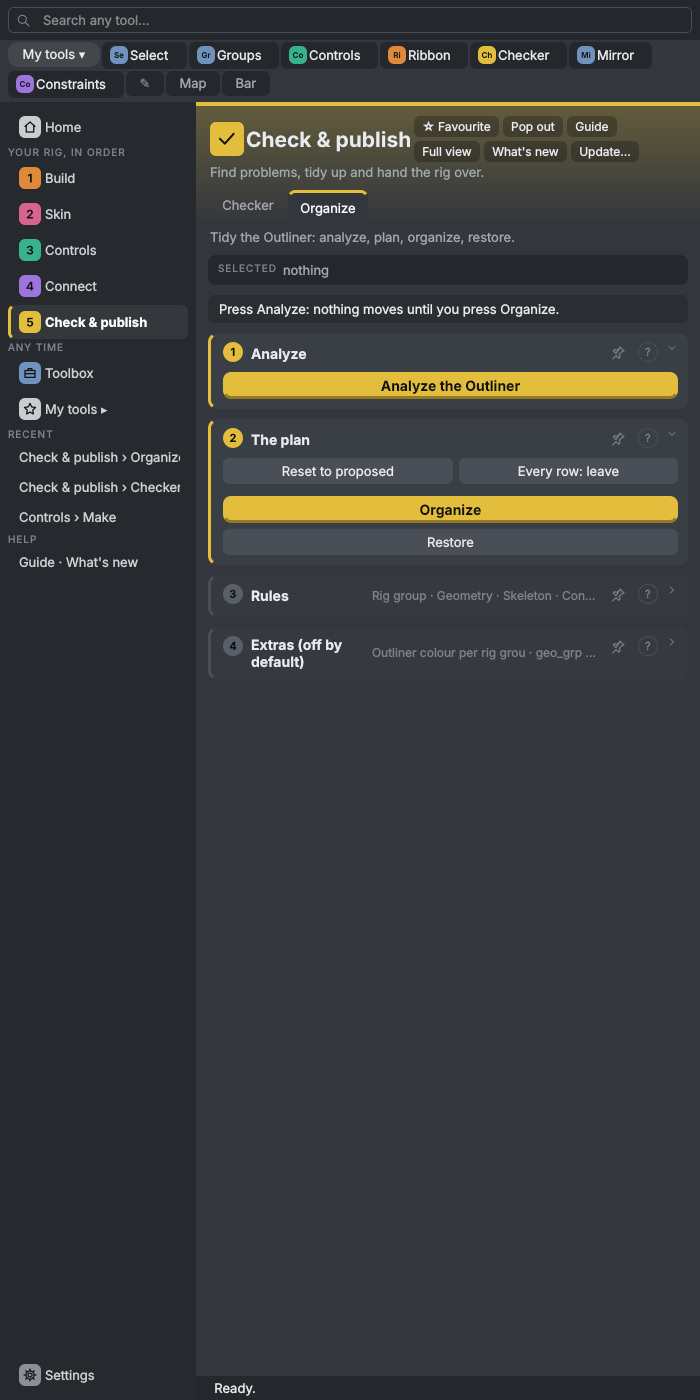 Search any tool...
My tools ▾ Se Select Gr Groups Co Controls Ri Ribbon Ch Checker Mi Mirror
Co Constraints ✎ Map Bar
Home
YOUR RIG, IN ORDER
1 Build
2 Skin
3 Controls
4 Connect
5 Check & publish
ANY TIME
Toolbox
My tools ▸
RECENT
Check & publish › Organiz
Check & publish › Checker
Controls › Make
HELP
Guide · What's new
Settings
Check & publish
☆ Favourite Pop out Guide
Full view What's new Update...
Find problems, tidy up and hand the rig over.
Checker Organize
Tidy the Outliner: analyze, plan, organize, restore.
SELECTED nothing
Press Analyze: nothing moves until you press Organize.
1 Analyze ?
Analyze the Outliner
2 The plan ?
Reset to proposed Every row: leave
Organize
Restore
3 Rules Rig group · Geometry · Skeleton · Con... ?
4 Extras (off by default) Outliner colour per rig grou · geo_grp ... ?
Ready.